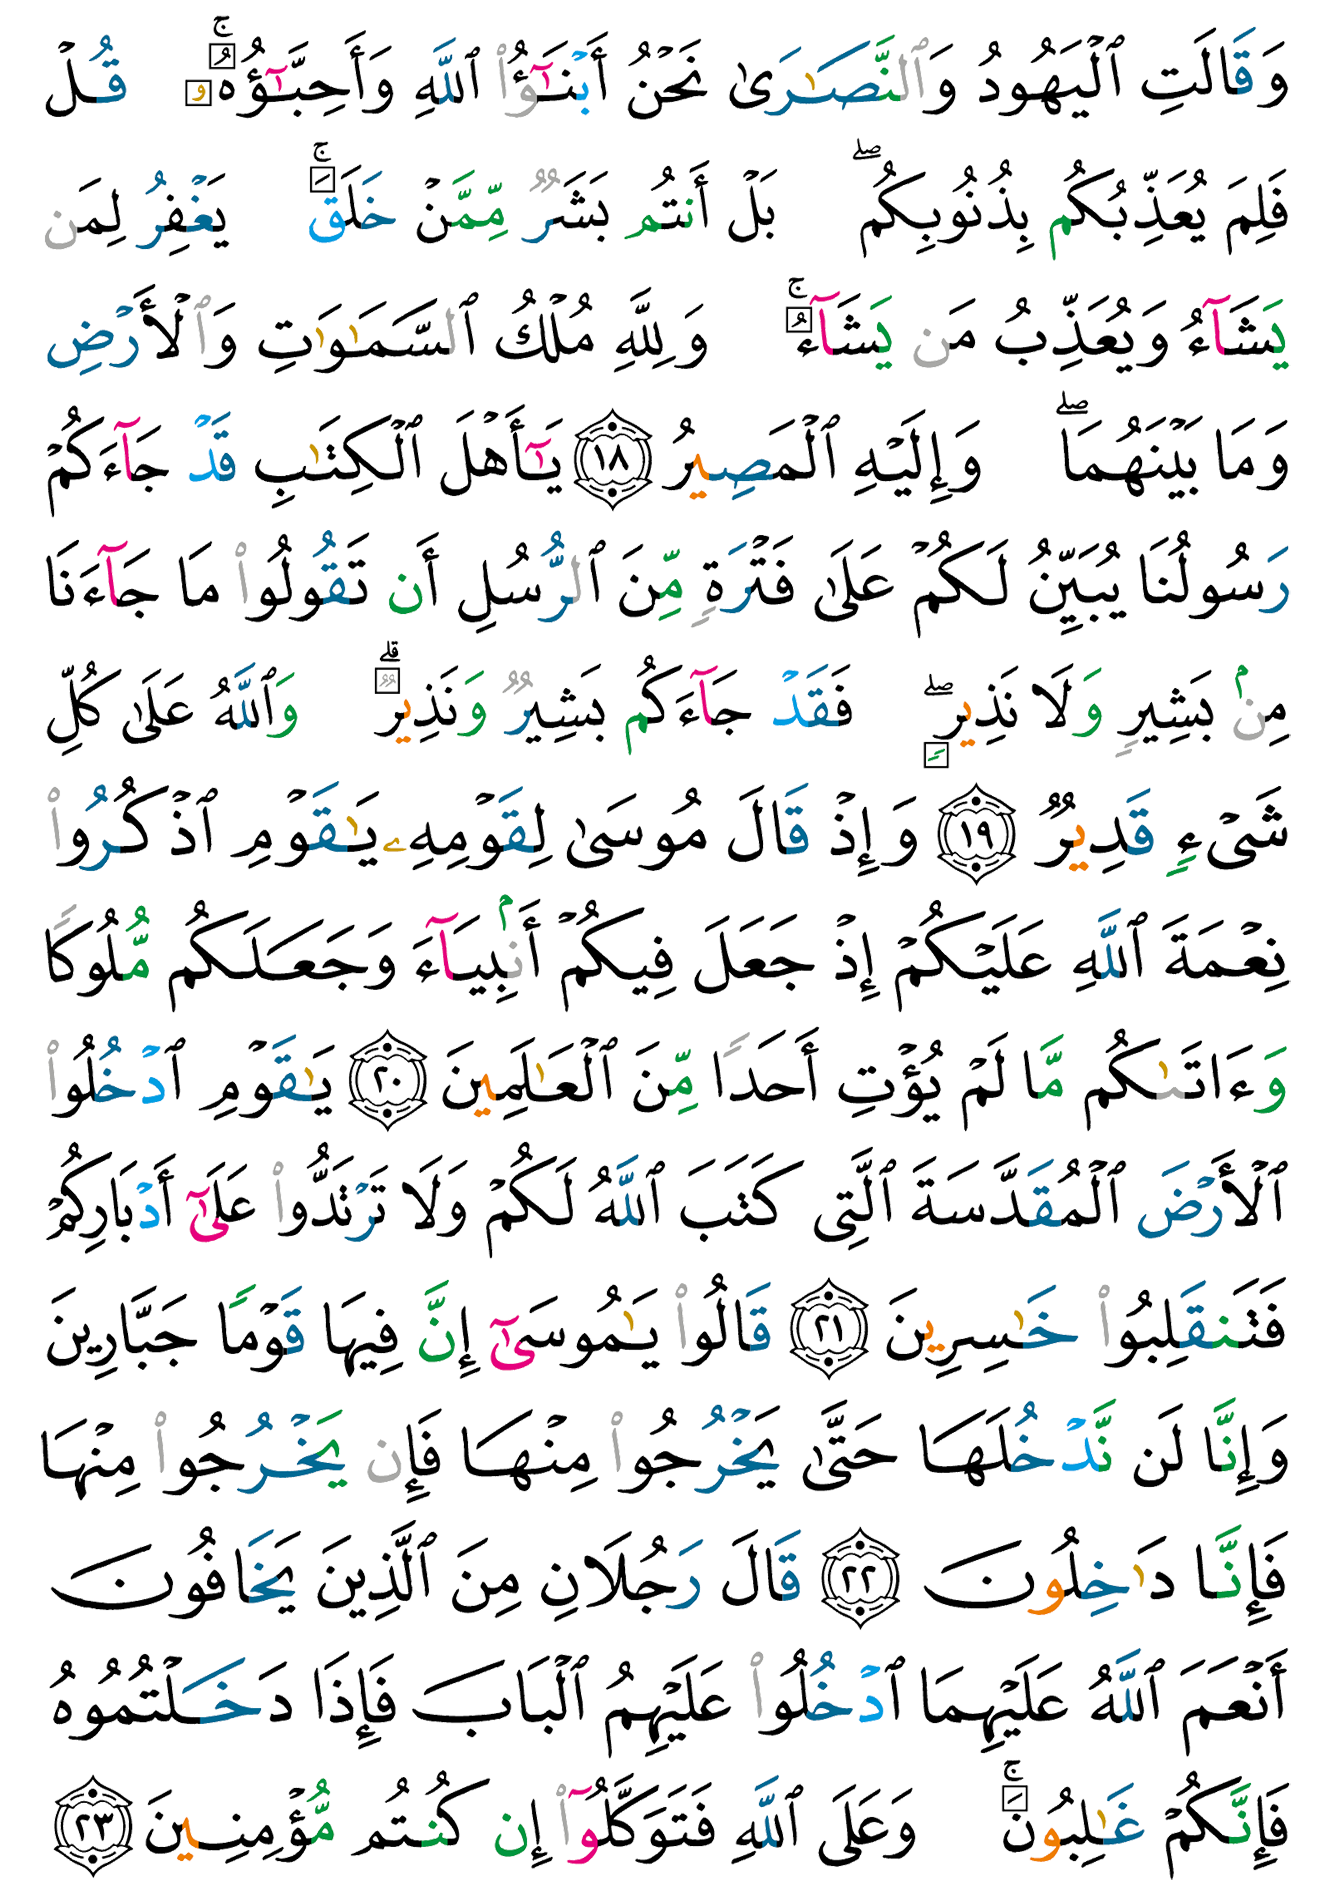 وَقَالَتِ ٱلْيَهُودُ وَٱلنَّصَـٰرَىٰ نَحْنُ أَبْنَـٰٓؤُا۟ ٱللَّهِ وَأَحِبَّـٰٓؤُهُۥ ۚ قُلْ
فَلِمَ يُعَذِّبُكُم بِذُنُوبِكُم ۖ بَلْ أَنتُم بَشَرٌ مِّمَّنْ خَلَقَ ۚ يَغْفِرُ لِمَن
يَشَآءُ وَيُعَذِّبُ مَن يَشَآءُ ۚ وَلِلَّهِ مُلْكُ ٱلسَّمَـٰوَٰتِ وَٱلْأَرْضِ
وَمَا بَيْنَهُمَا ۖ وَإِلَيْهِ ٱلْمَصِيرُ ١٨ يَـٰٓأَهْلَ ٱلْكِتَـٰبِ قَدْ جَآءَكُمْ
رَسُولُنَا يُبَيِّنُ لَكُمْ عَلَىٰ فَتْرَةٍ مِّنَ ٱلرُّسُلِ أَن تَقُولُوا۟ مَا جَآءَنَا
مِنۢ بَشِيرٍ وَلَا نَذِيرٍ ۖ فَقَدْ جَآءَكُم بَشِيرٌ وَنَذِيرٌ ۗ وَٱللَّهُ عَلَىٰ كُلِّ
شَىْءٍ قَدِيرٌ ١٩ وَإِذْ قَالَ مُوسَىٰ لِقَوْمِهِۦ يَـٰقَوْمِ ٱذْكُرُوا۟
نِعْمَةَ ٱللَّهِ عَلَيْكُمْ إِذْ جَعَلَ فِيكُمْ أَنۢبِيَآءَ وَجَعَلَكُم مُّلُوكًا
وَءَاتَىٰكُم مَّا لَمْ يُؤْتِ أَحَدًا مِّنَ ٱلْعَـٰلَمِينَ ٢٠ يَـٰقَوْمِ ٱدْخُلُوا۟
ٱلْأَرْضَ ٱلْمُقَدَّسَةَ ٱلَّتِى كَتَبَ ٱللَّهُ لَكُمْ وَلَا تَرْتَدُّوا۟ عَلَىٰٓ أَدْبَارِكُمْ
فَتَنقَلِبُوا۟ خَـٰسِرِينَ ٢١ قَالُوا۟ يَـٰمُوسَىٰٓ إِنَّ فِيهَا قَوْمًا جَبَّارِينَ
وَإِنَّا لَن نَّدْخُلَهَا حَتَّىٰ يَخْرُجُوا۟ مِنْهَا فَإِن يَخْرُجُوا۟ مِنْهَا
فَإِنَّا دَٰخِلُونَ ٢٢ قَالَ رَجُلَانِ مِنَ ٱلَّذِينَ يَخَافُونَ
أَنْعَمَ ٱللَّهُ عَلَيْهِمَا ٱدْخُلُوا۟ عَلَيْهِمُ ٱلْبَابَ فَإِذَا دَخَلْتُمُوهُ
فَإِنَّكُمْ غَـٰلِبُونَ ۚ وَعَلَى ٱللَّهِ فَتَوَكَّلُوٓا۟ إِن كُنتُم مُّؤْمِنِينَ ٢٣